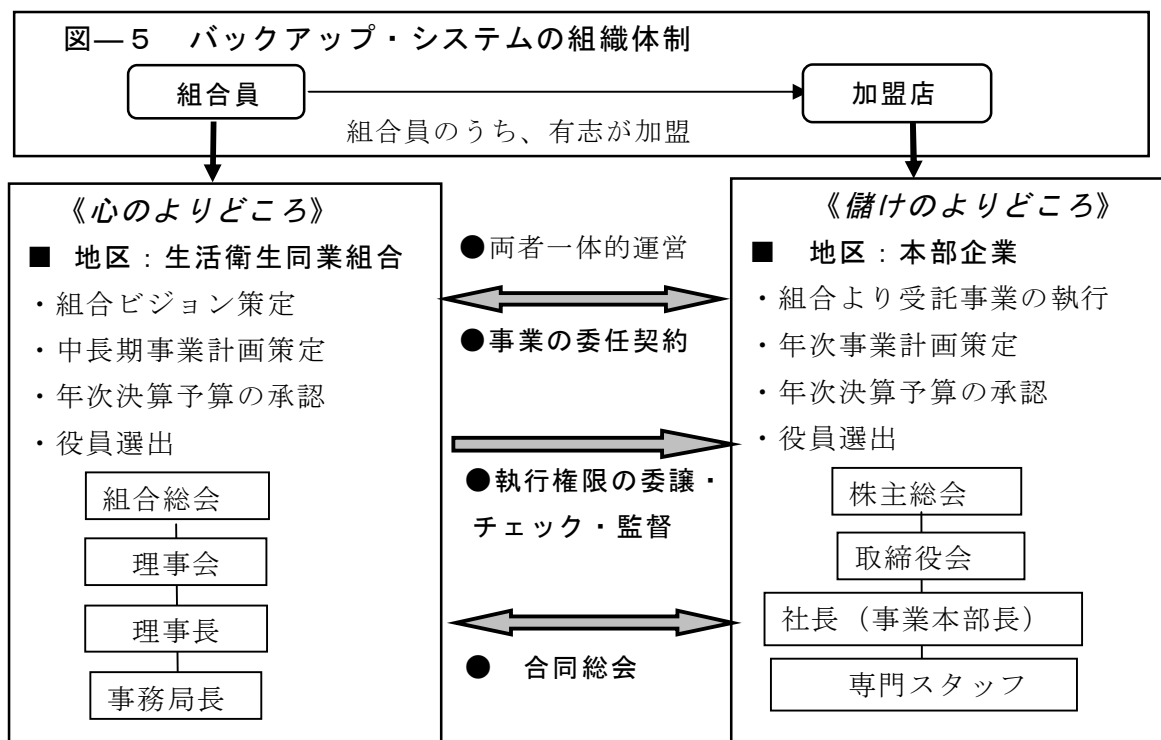 図―５　バックアップ・システムの組織体制
組合員
加盟店
組合員のうち、有志が加盟
《心のよりどころ》
■　地区：生活衛生同業組合
・組合ビジョン策定
・中長期事業計画策定
・年次決算予算の承認
・役員選出
組合総会
理事会
理事長
事務局長
●両者一体的運営
●事業の委任契約
●執行権限の委譲・
チェック・監督
●　合同総会
《儲けのよりどころ》
■　地区：本部企業
・組合より受託事業の執行
・年次事業計画策定
・年次決算予算の承認
・役員選出
株主総会
取締役会
社長（事業本部長）
専門スタッフ